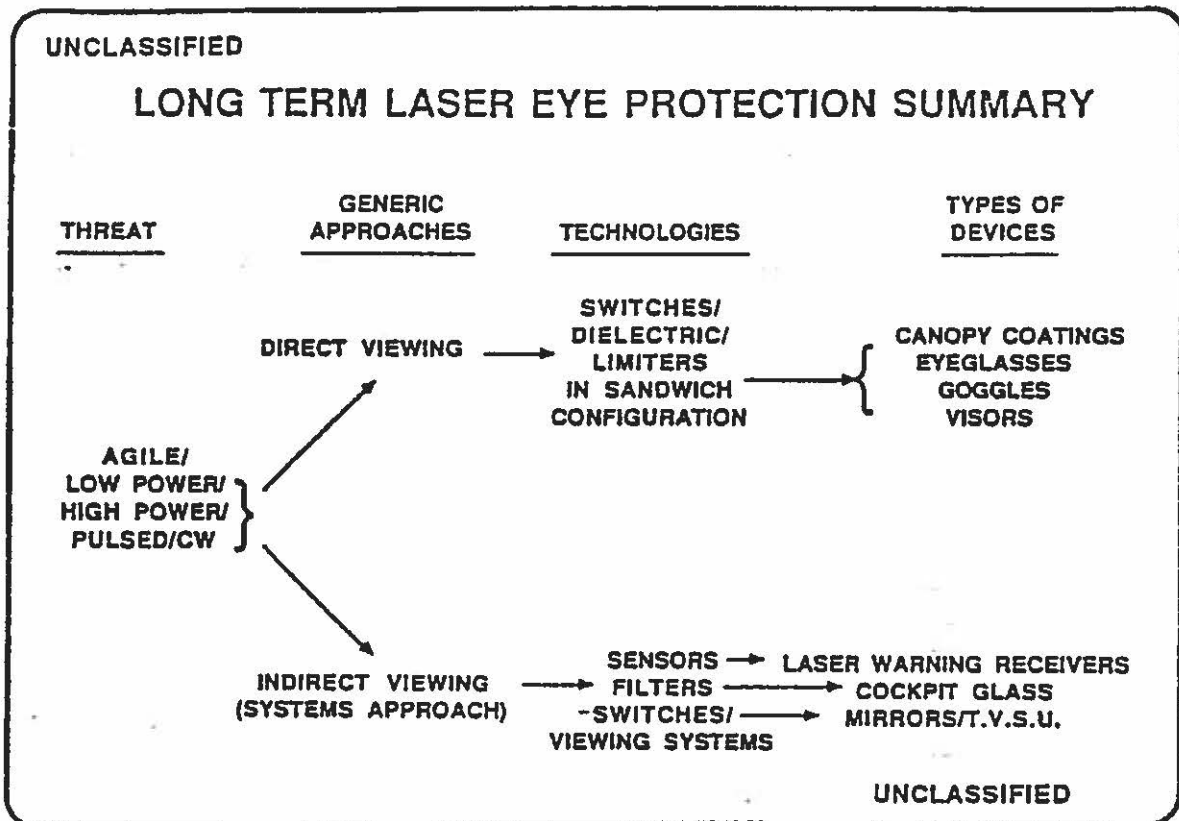 UNCLASSIFIED
LONG TERM LASER EYE PROTECTION SUMMARY
THREAT
GENERIC
APPROACHES
TECHNOLOGIES
TYPES OF
DEVICES
AGILE/
LOW POWER/
HIGH POWER/
PULSED/CW
DIRECT VIEWING
SWITCHES/
DIELECTRIC/
LIMITERS
IN SANDWICH
CONFIGURATION
CANOPY COATINGS
EYEGLASSES
GOGGLES
VISORS
INDIRECT VIEWING
(SYSTEMS APPROACH)
SENSORS
FILTERS
-SWITCHES/
VIEWING SYSTEMS
LASER WARNING RECEIVERS
COCKPIT GLASS
MIRRORS/T.V.S.U.
UNCLASSIFIED